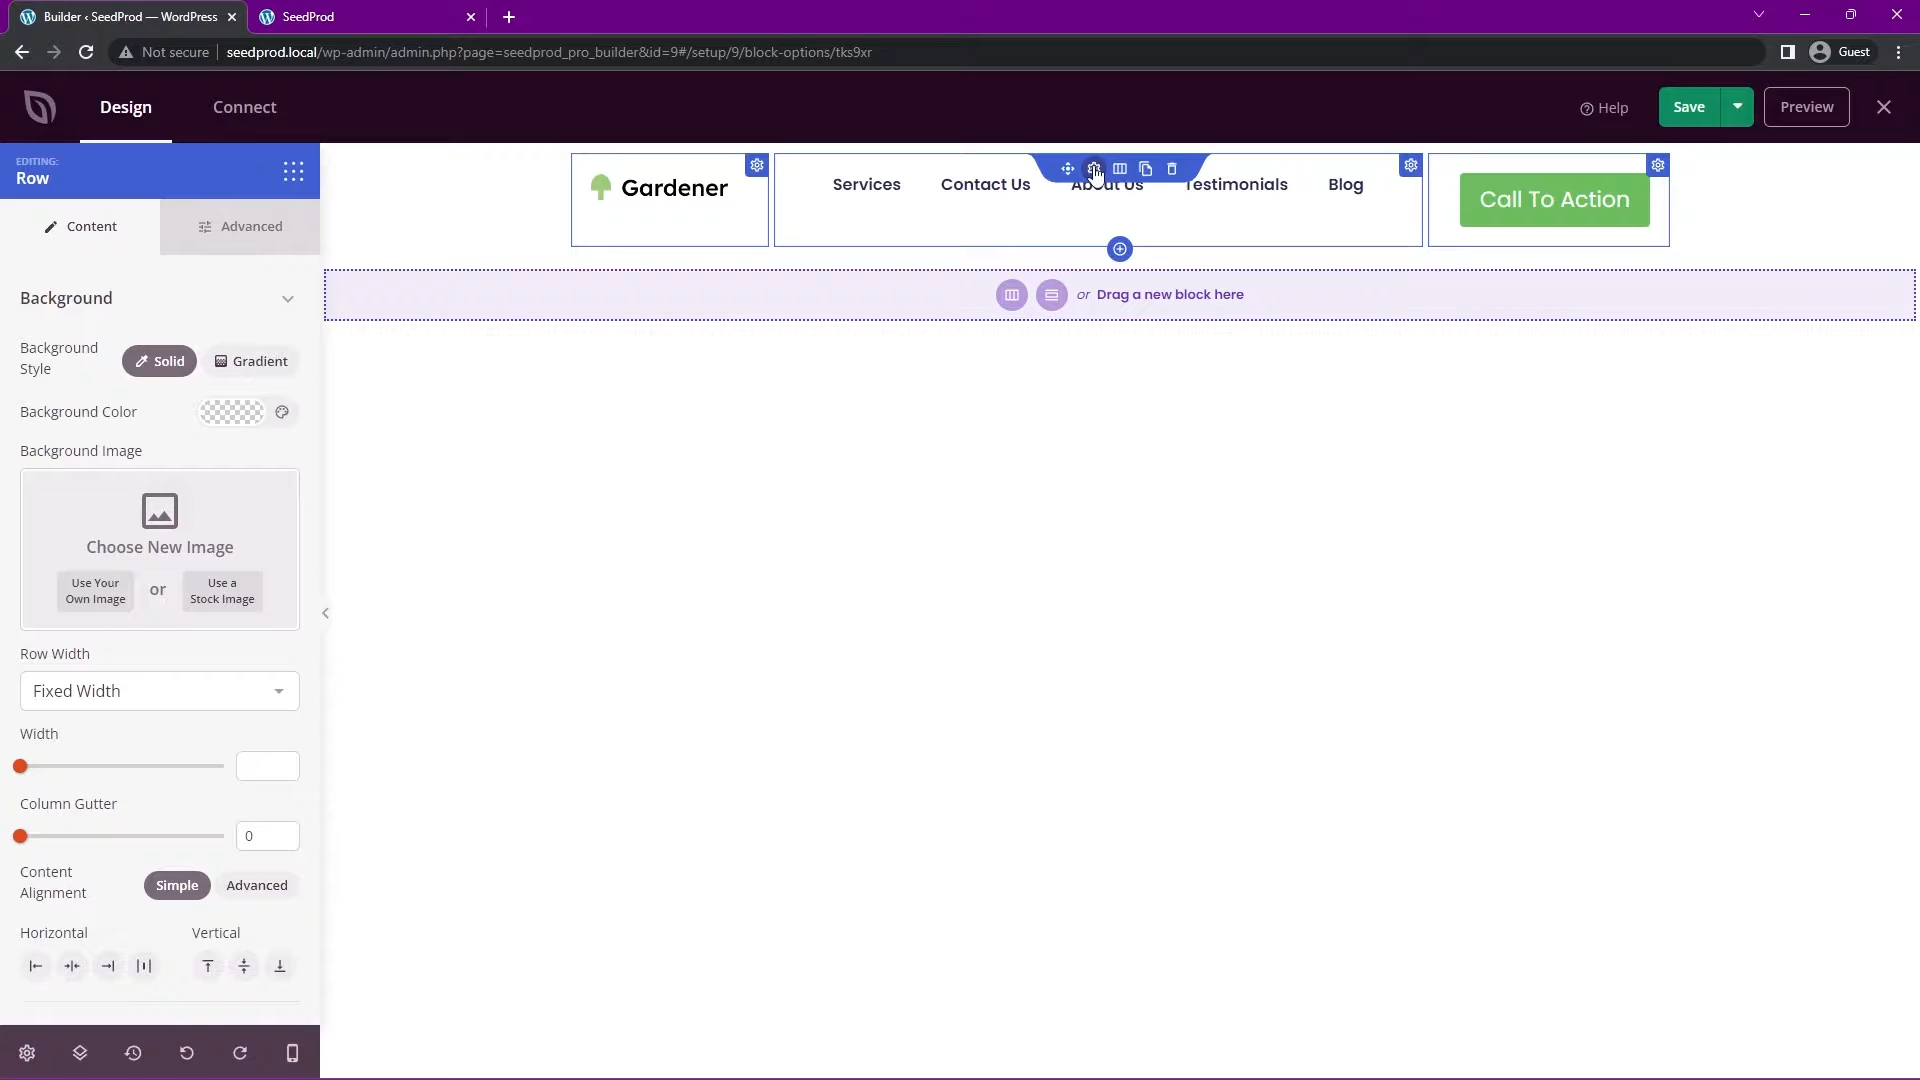 Builder ‹ SeedProd — WordPress
SeedProd
Not secure
seedprod.local/wp-admin/admin.php?page=seedprod_pro_builder&id=9#/setup/9/block-options/tks9xr
Guest
Design
Connect
Help
Save
Preview
EDITING:
Row
Content
Advanced
Background
Background
Style
Solid
Gradient
Background Color
Background Image
Choose New Image
Use Your
Own Image
or
Use a
Stock Image
Row Width
Fixed Width
Width
Column Gutter
0
Content
Alignment
Simple
Advanced
Horizontal
Vertical
Gardener
Services
Contact Us
About Us
Testimonials
Blog
Call To Action
or Drag a new block here